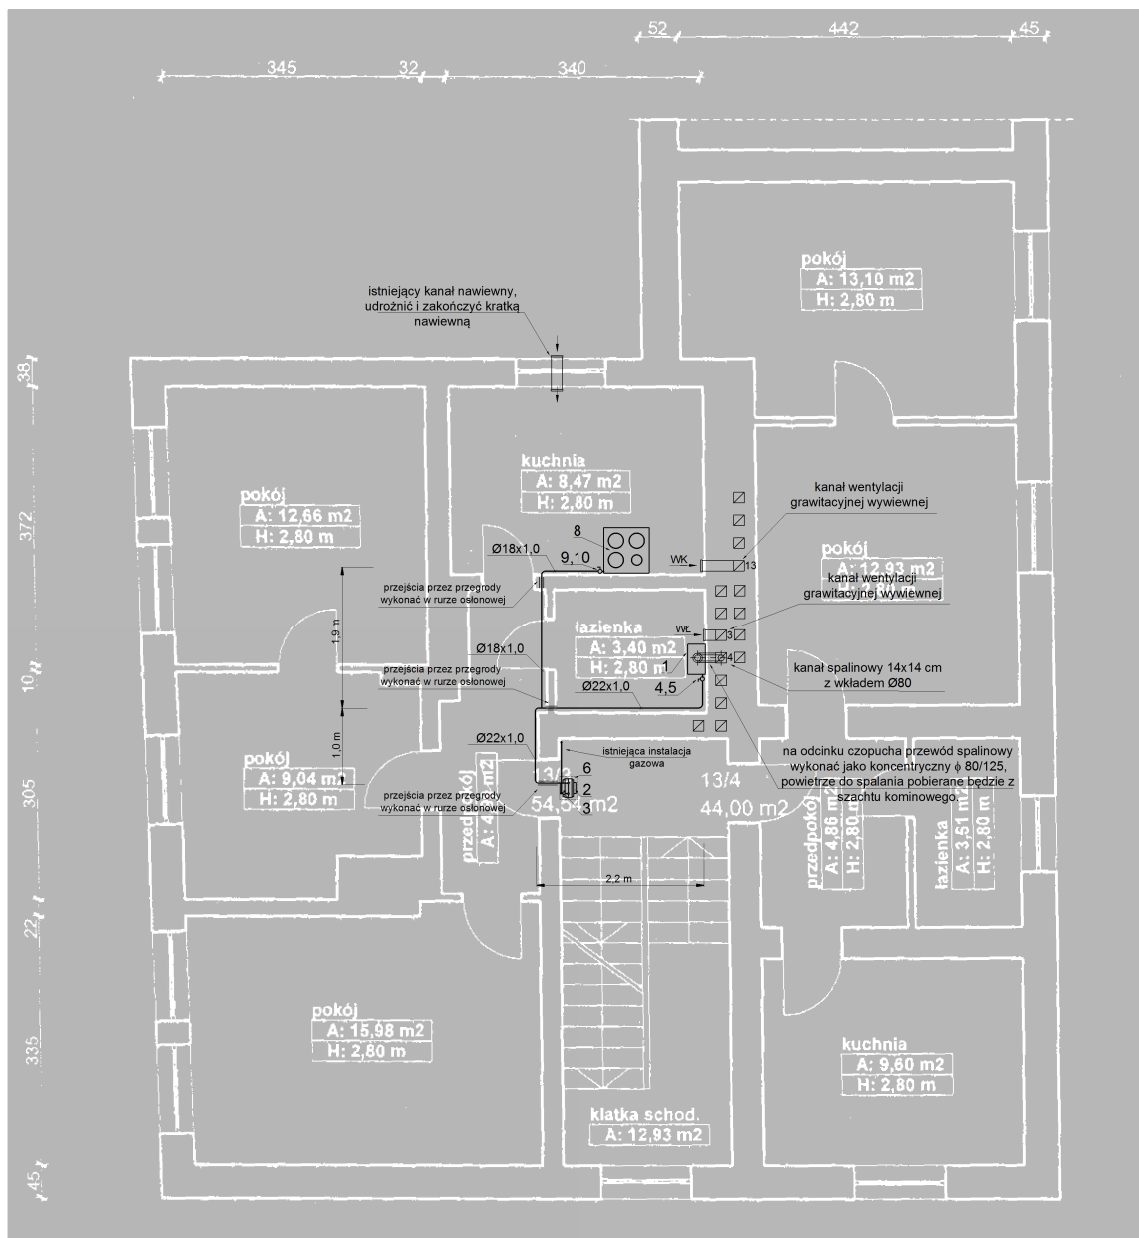 52
442
45
345
32
340
pokój
A: 13,10 m2
H: 2,80 m
istniejący kanał nawiewny,
udrożnić i zakończyć kratką
nawiewną
38
372
10
305
22
335
45
kuchnia
A: 8,47 m2
H: 2,80 m
pokój
A: 12,66 m2
H: 2,80 m
kanał wentylacji
grawitacyjnej wywiewnej
8
Ø18x1,0
9,10
WK
13
pokój
A: 12,93 m2
H: 2,80 m
kanał wentylacji
grawitacyjnej wywiewnej
przejścia przez przegrody
wykonać w rurze osłonowej
1,9 m
łazienka
A: 3,40 m2
H: 2,80 m
WŁ
3
Ø18x1,0
1
4
kanał spalinowy 14x14 cm
z wkładem Ø80
przejścia przez przegrody
wykonać w rurze osłonowej
Ø22x1,0
4,5
1,0 m
Ø22x1,0
istniejąca instalacja
gazowa
na odcinku czopucha przewód spalinowy
wykonać jako koncentryczny ϕ 80/125,
powietrze do spalania pobierane będzie z
szachtu kominowego.
pokój
A: 9,04 m2
H: 2,80 m
przejścia przez przegrody
wykonać w rurze osłonowej
przedpokój
6
2
3
54,54 m2
13/4
44,00 m2
przedpokój
A: 4,86 m2
H: 2,80
łazienka
A: 3,51 m2
H: 2,80 m
2,2 m
pokój
A: 15,98 m2
H: 2,80 m
kuchnia
A: 9,60 m2
H: 2,80 m
klatka schod.
A: 12,93 m2